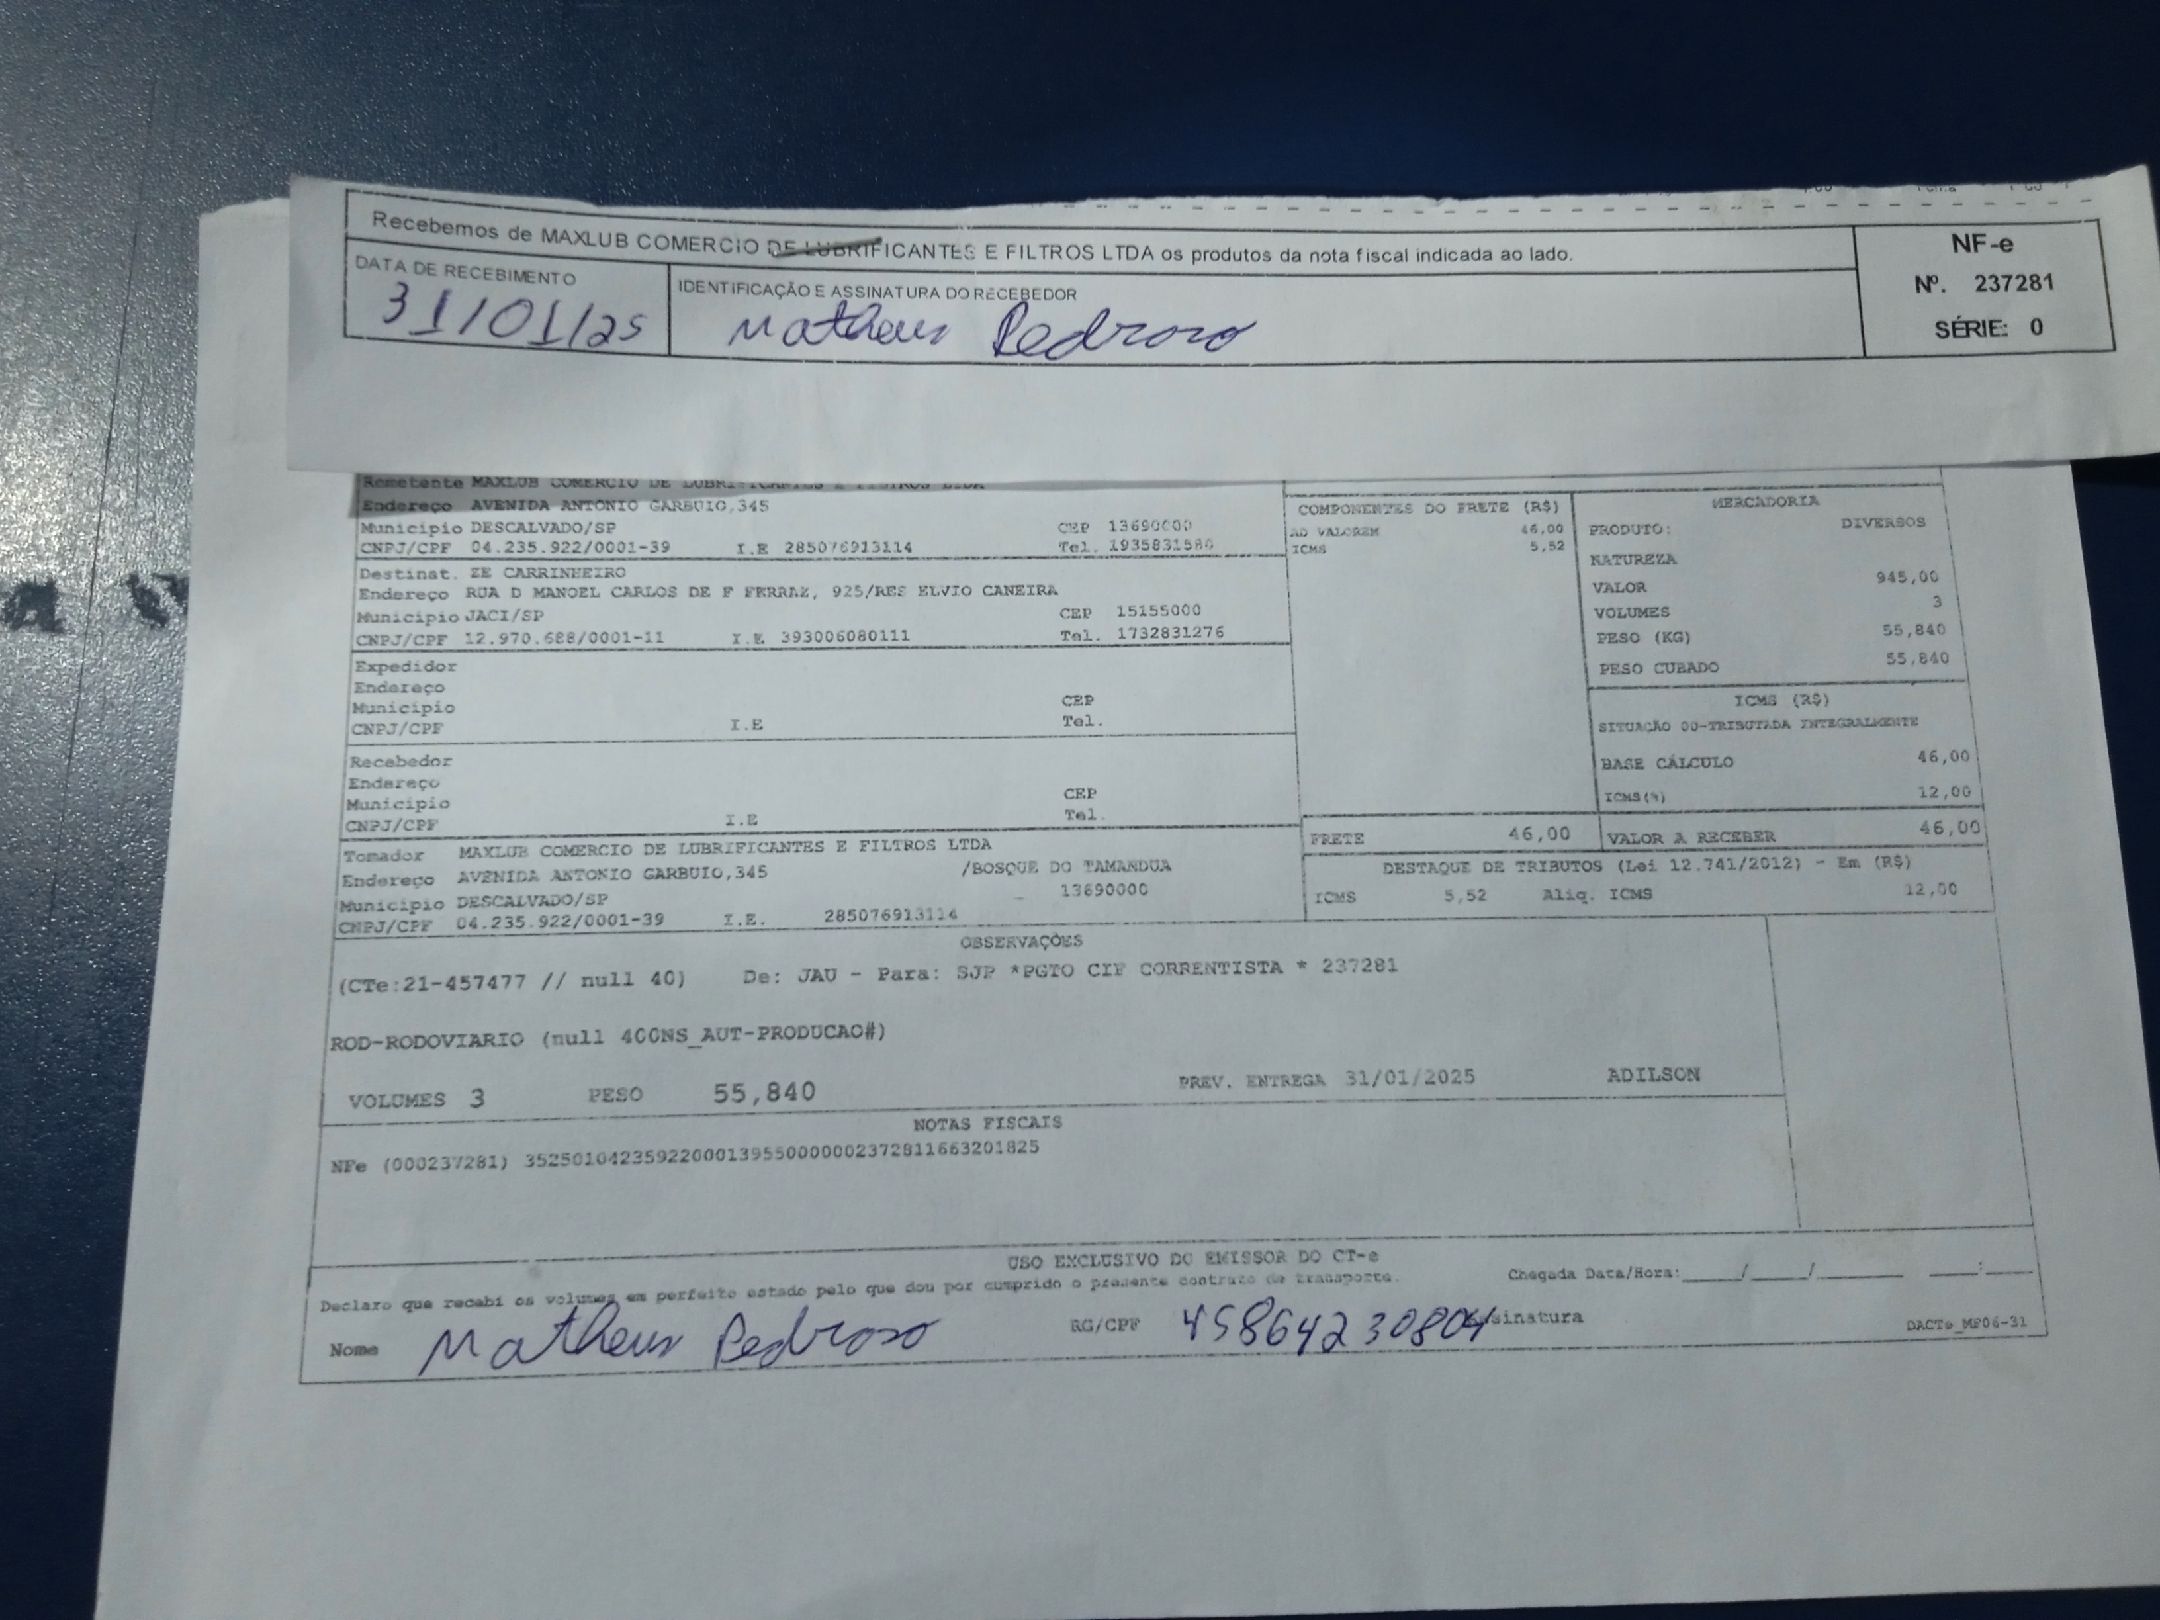 Recebemos de MAXLUB COMERCIO DE LUBRIFICANTES E FILTROS LTDA os produtos da nota fiscal indicada ao lado.
DATA DE RECEBIMENTO
31/01/25
IDENTIFICAÇÃO E ASSINATURA DO RECEBEDOR
Matheus Pedroso
NF-e
Nº. 237281
SÉRIE: 0
Remetente MAXLUB COMERCIO DE LUBRIFICANTES E FILTROS LTDA
Endereço AVENIDA ANTONIO GARBUIO,345
Municipio DESCALVADO/SP CEP 13690000
CNPJ/CPF 04.235.922/0001-39 I.E 285076913114 Tel. 1935831580
Destinat. ZE CARRINHEIRO
Endereço RUA D MANOEL CARLOS DE F FERRAZ, 925/RES ELVIO CANEIRA
Municipio JACI/SP CEP 15155000
CNPJ/CPF 12.970.688/0001-11 I.E 393006080111 Tel. 1732831276
Expedidor
Endereço
Municipio CEP
CNPJ/CPF I.E Tel.
Recebedor
Endereço
Municipio CEP
CNPJ/CPF I.E Tel.
Tomador MAXLUB COMERCIO DE LUBRIFICANTES E FILTROS LTDA
Endereço AVENIDA ANTONIO GARBUIO,345 /BOSQUE DO TAMANDUA
Municipio DESCALVADO/SP 13690000
CNPJ/CPF 04.235.922/0001-39 I.E. 285076913114
COMPONENTES DO FRETE (R$)
AD VALOREM 46,00
ICMS 5,52
MERCADORIA
PRODUTO: DIVERSOS
NATUREZA
VALOR 945,00
VOLUMES 3
PESO (KG) 55,840
PESO CUBADO 55,840
ICMS (R$)
SITUAÇÃO 00-TRIBUTADA INTEGRALMENTE
BASE CÁLCULO 46,00
ICMS(%) 12,00
FRETE 46,00 VALOR A RECEBER 46,00
DESTAQUE DE TRIBUTOS (Lei 12.741/2012) - Em (R$)
ICMS 5,52 Aliq. ICMS 12,00
OBSERVAÇÕES
(CTe:21-457477 // null 40) De: JAU - Para: SJP *PGTO CIF CORRENTISTA * 237281
ROD-RODOVIARIO (null 400NS_AUT-PRODUCAO#)
VOLUMES 3 PESO 55,840 PREV. ENTREGA 31/01/2025 ADILSON
NOTAS FISCAIS
NFe (000237281) 35250104235922000139550000002372811663201825
USO EXCLUSIVO DO EMISSOR DO CT-e
Declaro que recebi os volumes em perfeito estado pelo que dou por cumprido o presente contrato de transporte. Chegada Data/Hora:____/____/______ ____:____
Nome Matheus Pedroso RG/CPF 45864230804 sinatura DACTe_MF06-31